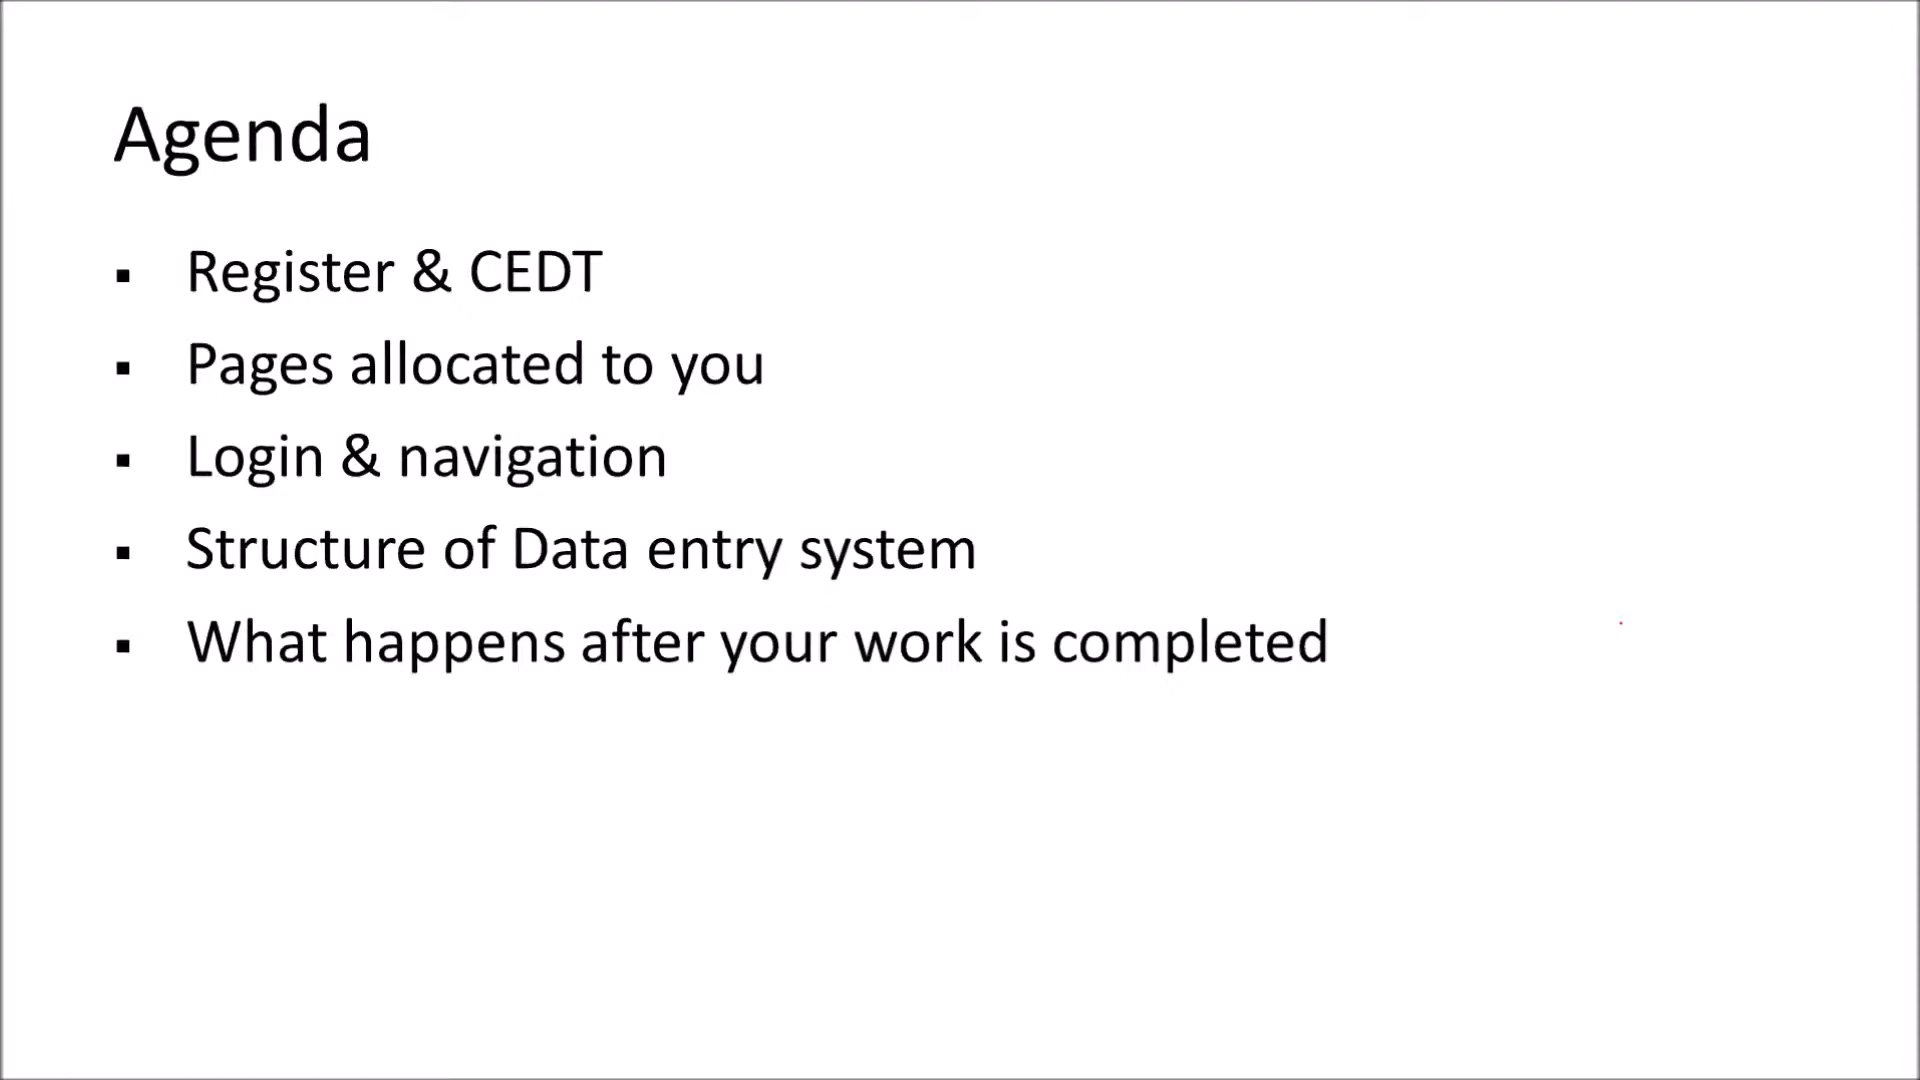 Agenda
▪ Register & CEDT
▪ Pages allocated to you
▪ Login & navigation
▪ Structure of Data entry system
▪ What happens after your work is completed